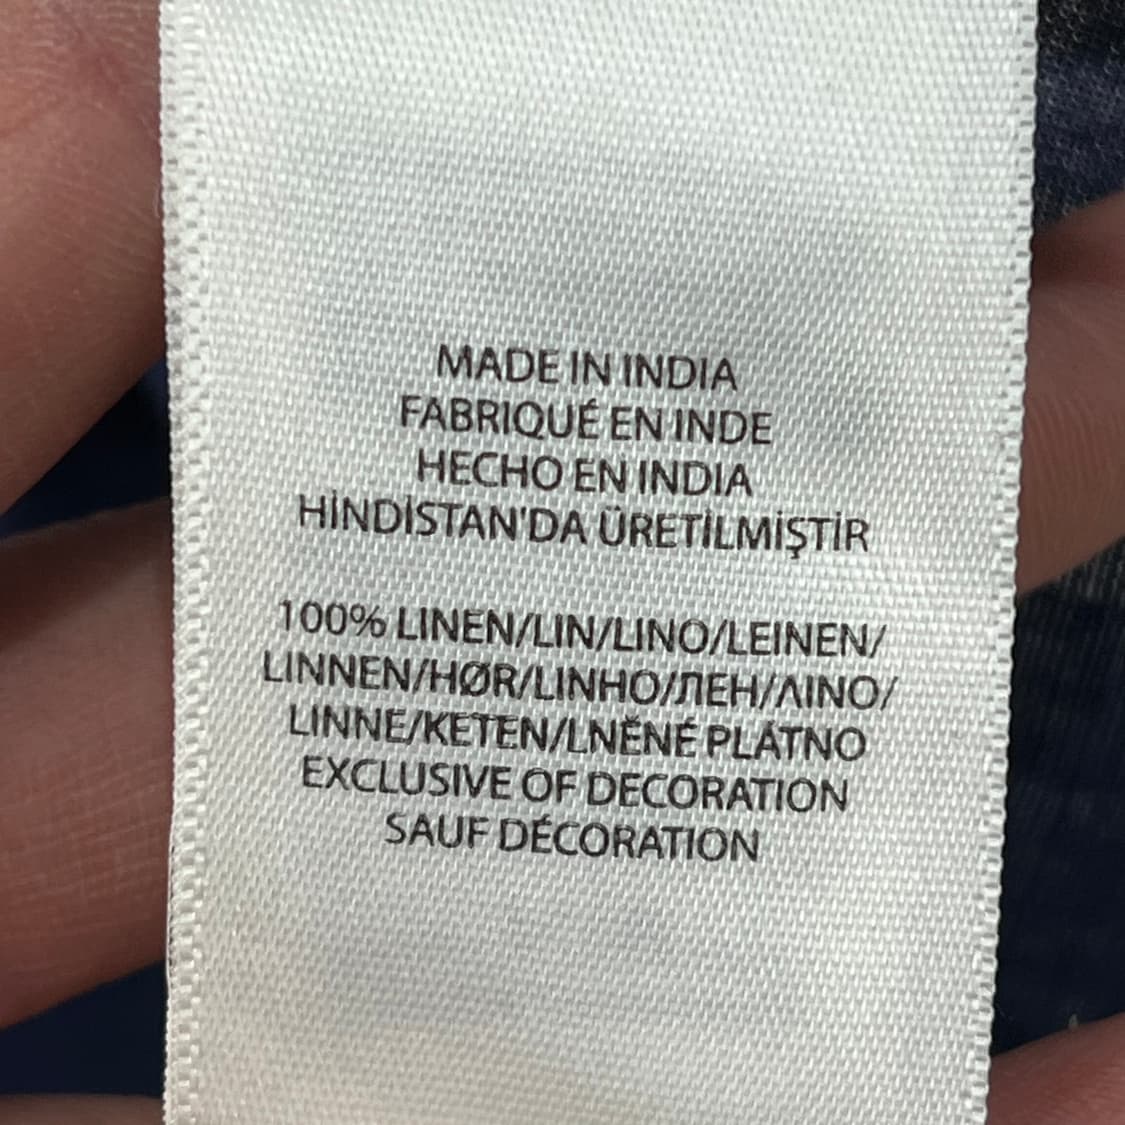 MADE IN INDIA
FABRIQUÉ EN INDE
HECHO EN INDIA
HİNDİSTAN'DA ÜRETİLMİŞTİR
100% LINEN/LIN/LINO/LEINEN/
LINNEN/HØR/LINHO/ЛЕН/ΛΙΝΟ/
LINNE/KETEN/LNĚNÉ PLÁTNO
EXCLUSIVE OF DECORATION
SAUF DÉCORATION